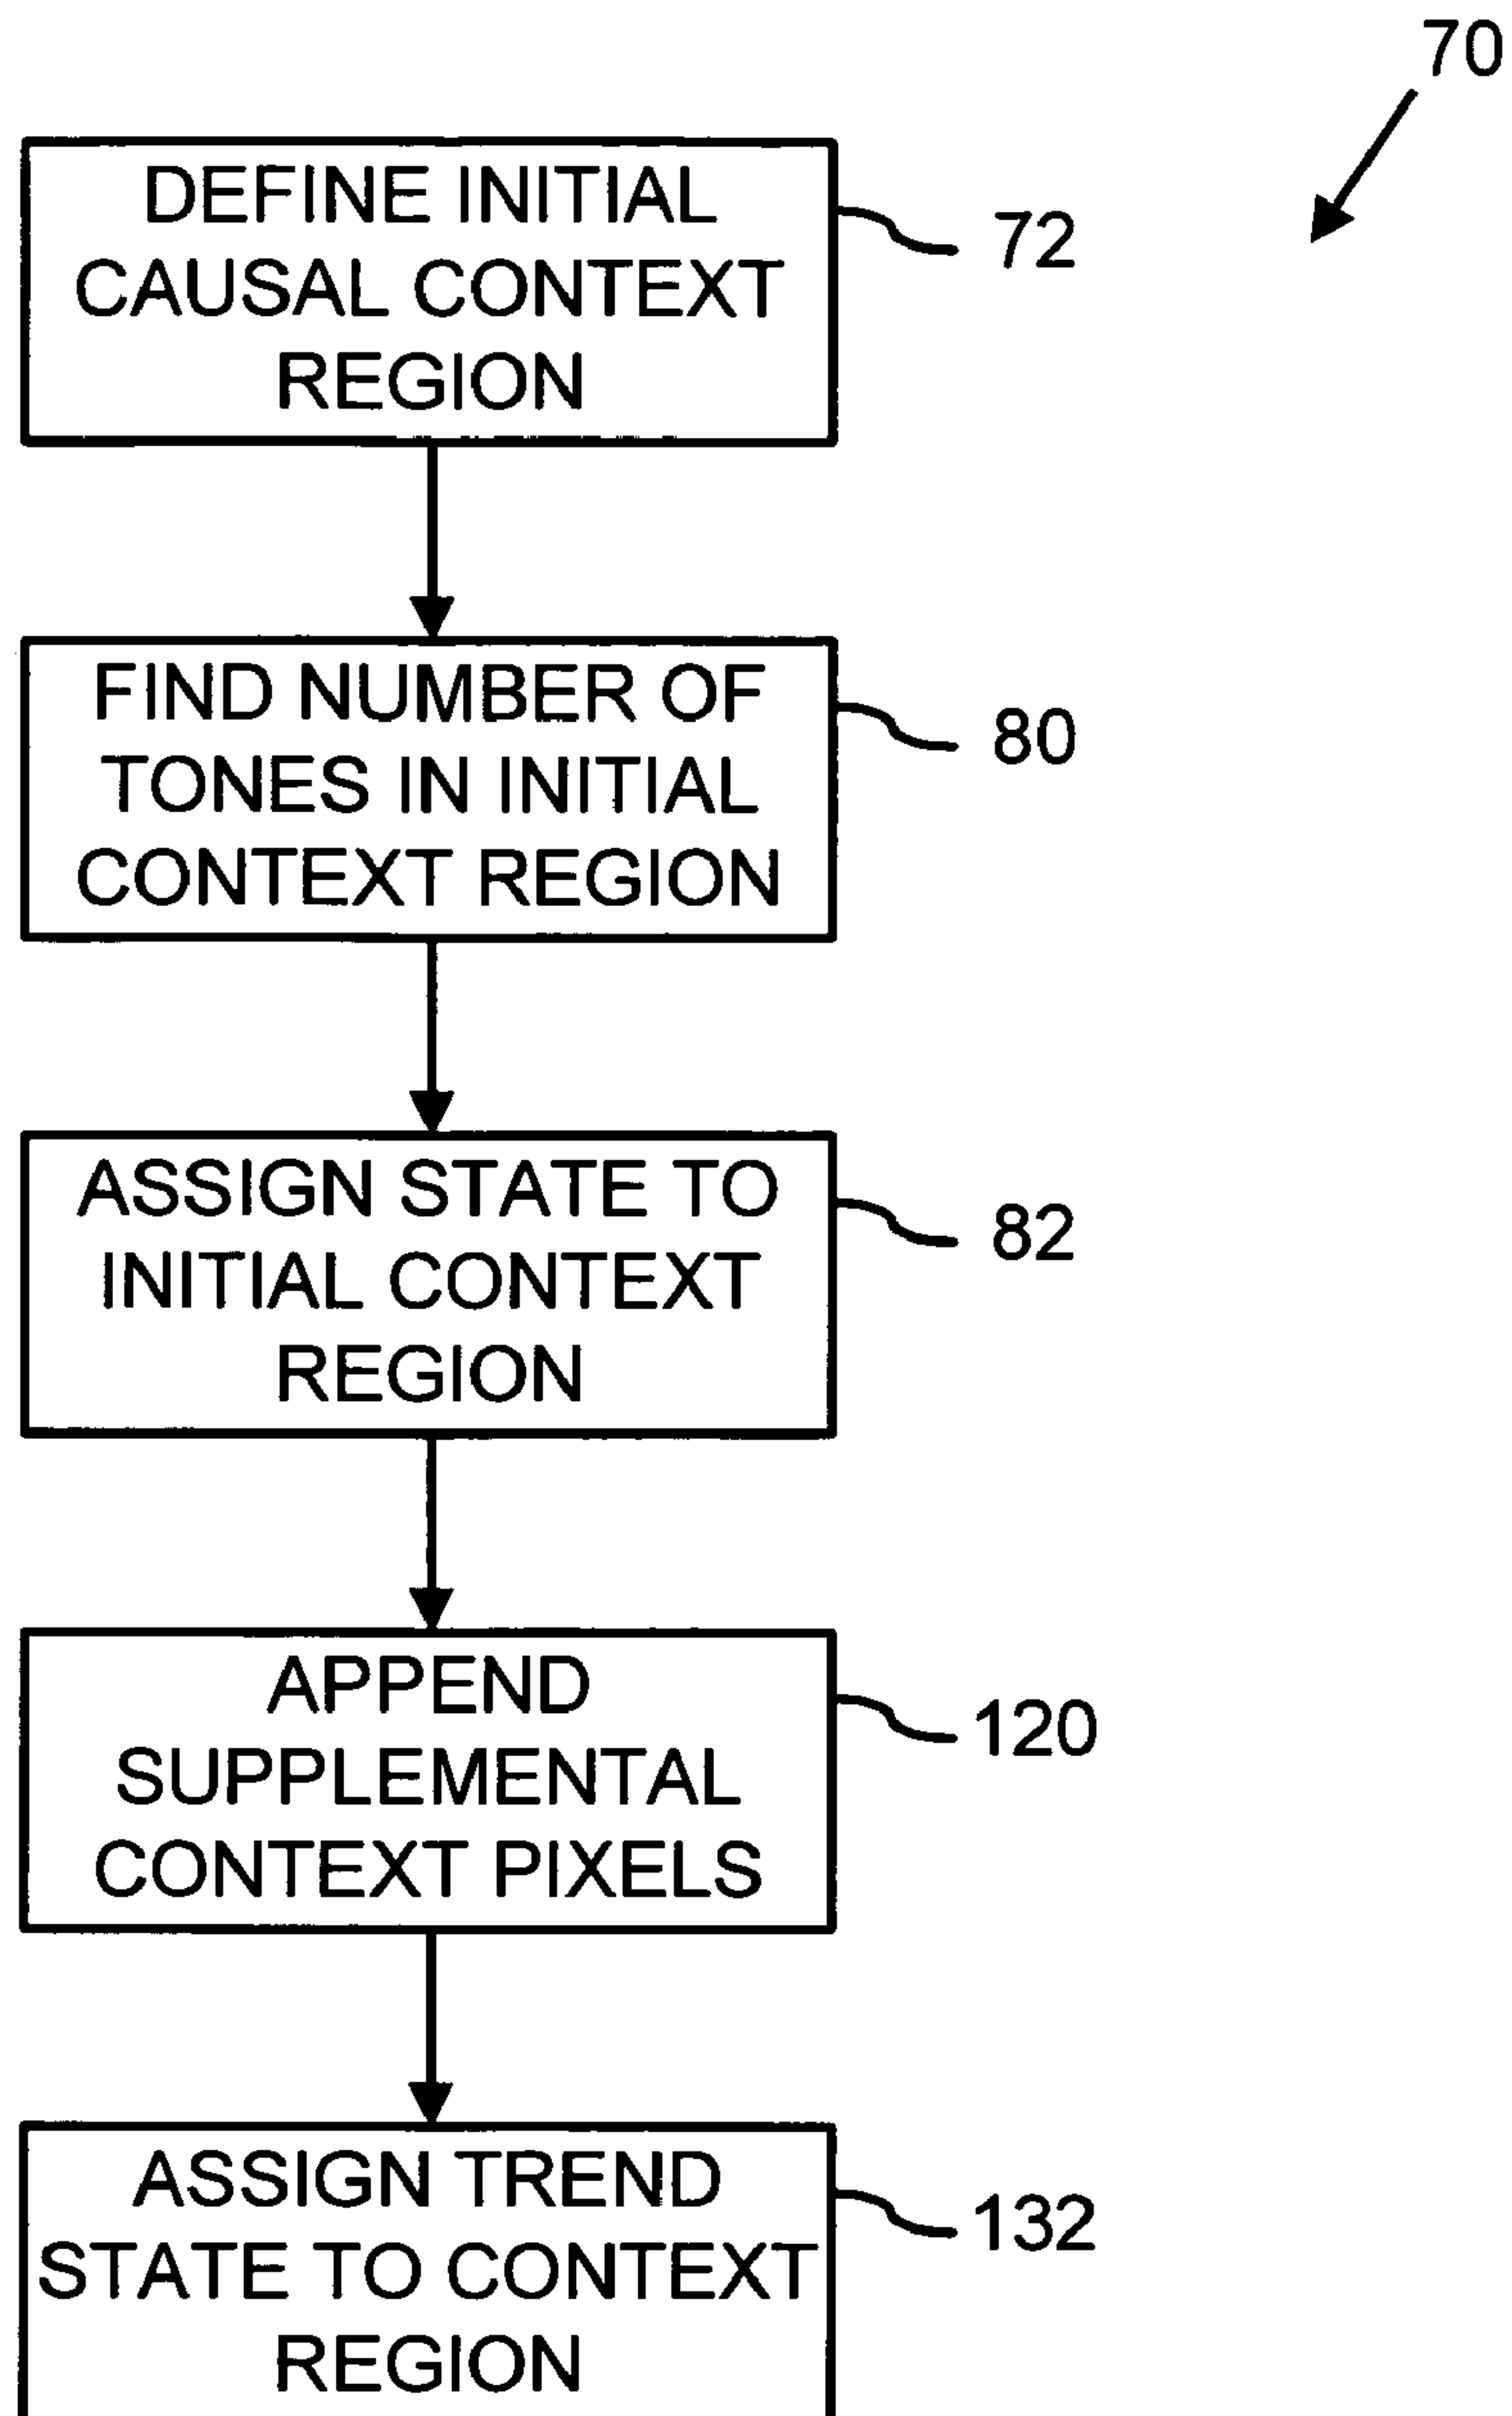 70
DEFINE INITIAL
CAUSAL CONTEXT
REGION
72
FIND NUMBER OF
TONES IN INITIAL
CONTEXT REGION
80
ASSIGN STATE TO
INITIAL CONTEXT
REGION
82
APPEND
SUPPLEMENTAL
CONTEXT PIXELS
120
ASSIGN TREND
STATE TO CONTEXT
REGION
132